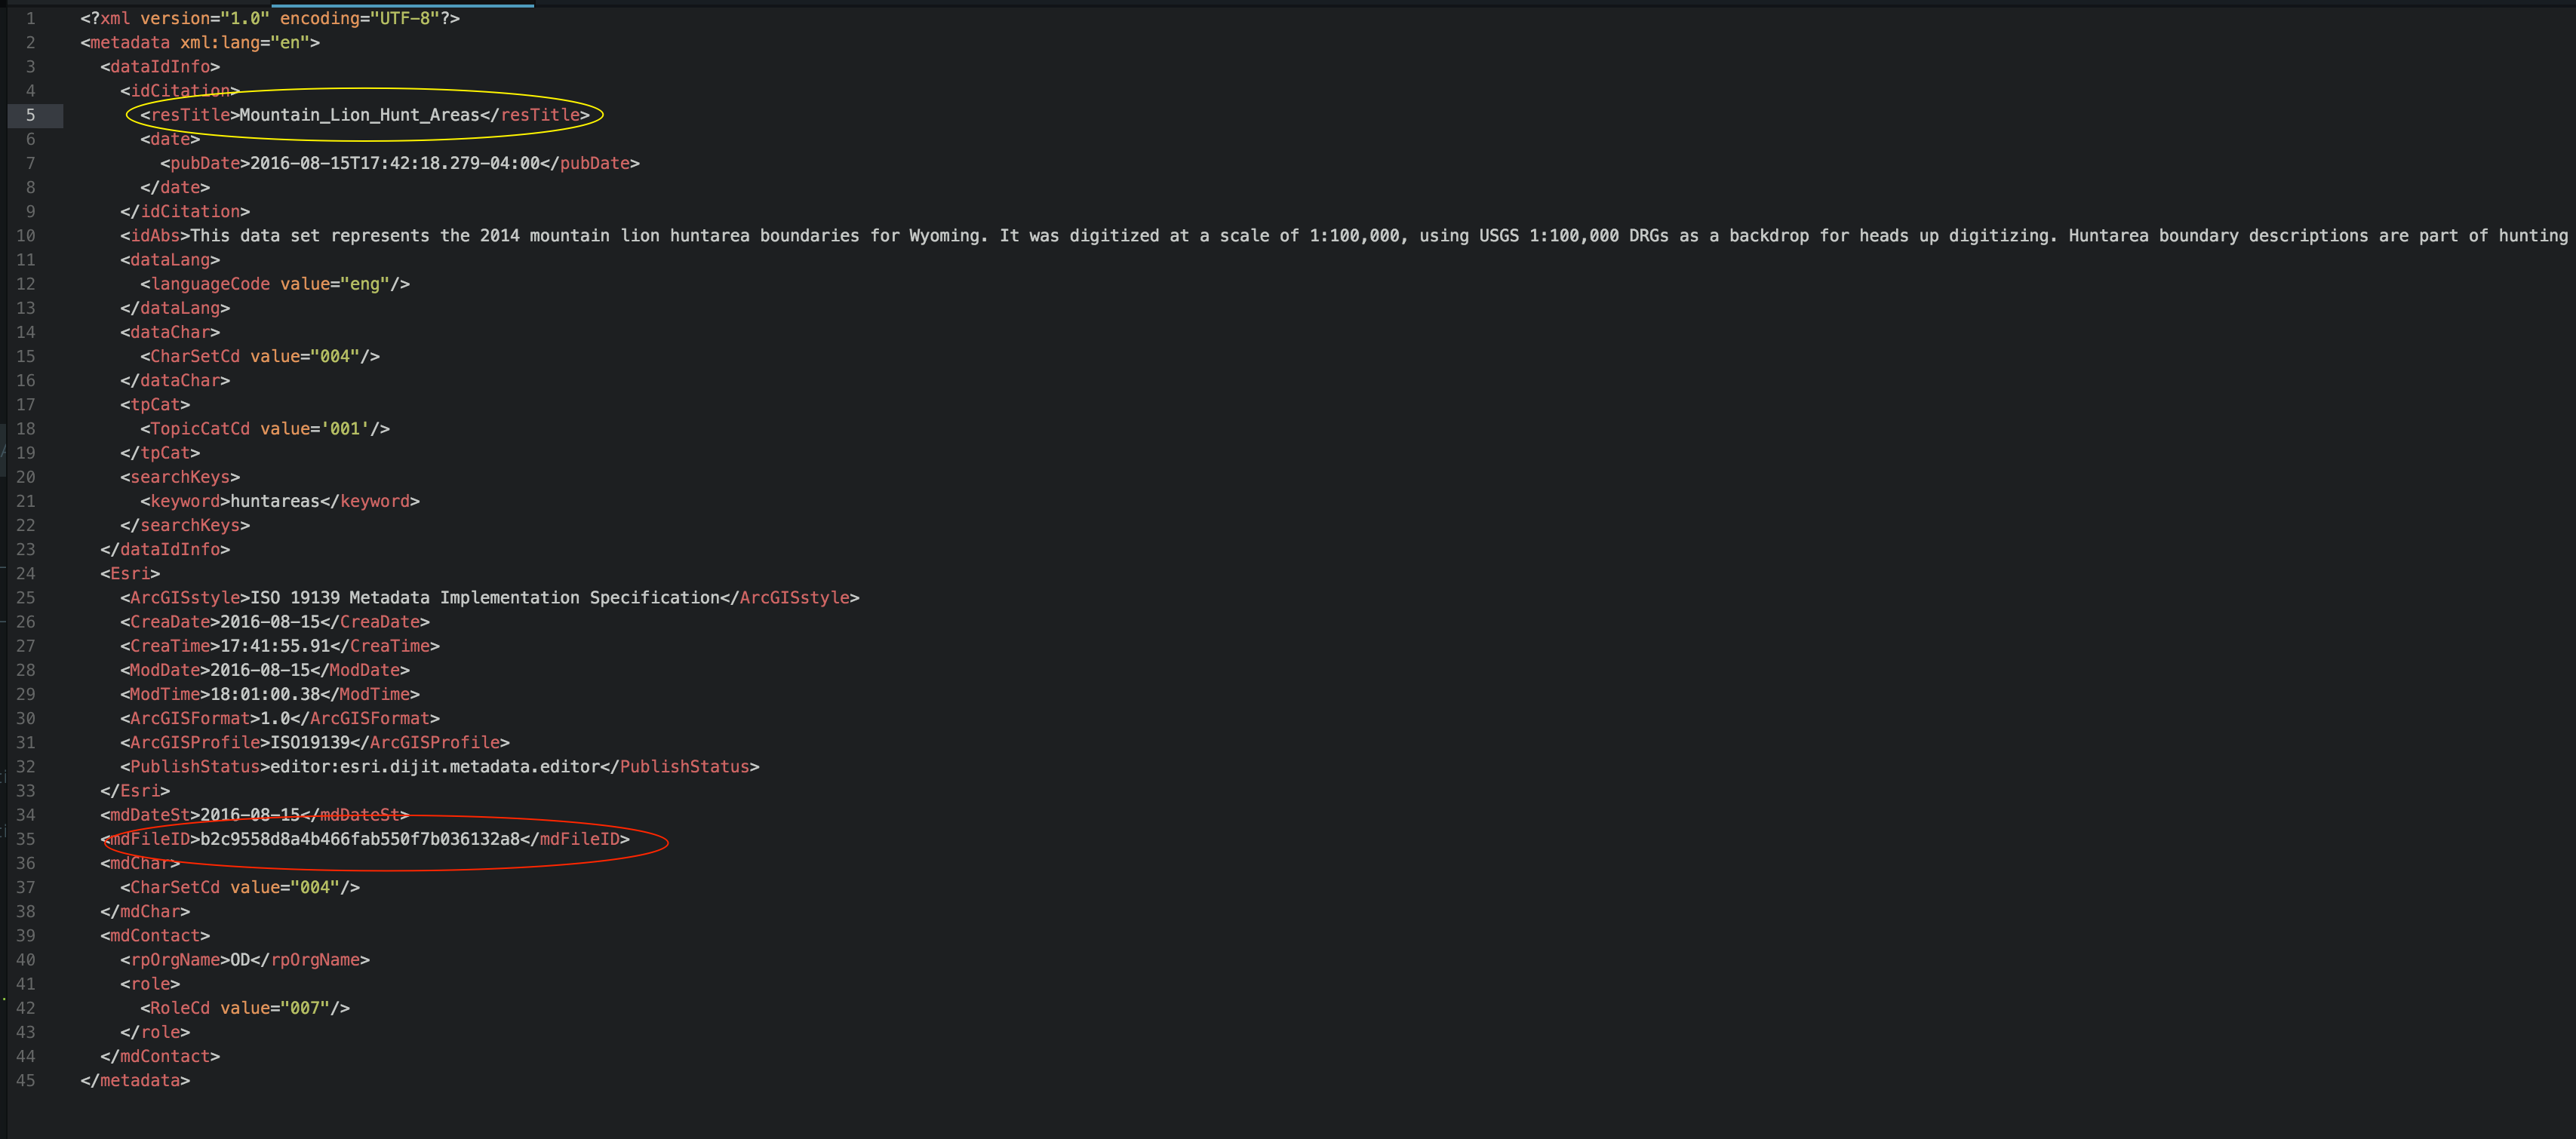 1 <?xml version="1.0" encoding="UTF-8"?>
2 <metadata xml:lang="en">
3 <dataIdInfo>
4 <idCitation>
5 <resTitle>Mountain_Lion_Hunt_Areas</resTitle>
6 <date>
7 <pubDate>2016-08-15T17:42:18.279-04:00</pubDate>
8 </date>
9 </idCitation>
10 <idAbs>This data set represents the 2014 mountain lion huntarea boundaries for Wyoming. It was digitized at a scale of 1:100,000, using USGS 1:100,000 DRGs as a backdrop for heads up digitizing. Huntarea boundary descriptions are part of hunting
11 <dataLang>
12 <languageCode value="eng"/>
13 </dataLang>
14 <dataChar>
15 <CharSetCd value="004"/>
16 </dataChar>
17 <tpCat>
18 <TopicCatCd value='001'/>
19 </tpCat>
20 <searchKeys>
21 <keyword>huntareas</keyword>
22 </searchKeys>
23 </dataIdInfo>
24 <Esri>
25 <ArcGISstyle>ISO 19139 Metadata Implementation Specification</ArcGISstyle>
26 <CreaDate>2016-08-15</CreaDate>
27 <CreaTime>17:41:55.91</CreaTime>
28 <ModDate>2016-08-15</ModDate>
29 <ModTime>18:01:00.38</ModTime>
30 <ArcGISFormat>1.0</ArcGISFormat>
31 <ArcGISProfile>ISO19139</ArcGISProfile>
32 <PublishStatus>editor:esri.dijit.metadata.editor</PublishStatus>
33 </Esri>
34 <mdDateSt>2016-08-15</mdDateSt>
35 <mdFileID>b2c9558d8a4b466fab550f7b036132a8</mdFileID>
36 <mdChar>
37 <CharSetCd value="004"/>
38 </mdChar>
39 <mdContact>
40 <rpOrgName>OD</rpOrgName>
41 <role>
42 <RoleCd value="007"/>
43 </role>
44 </mdContact>
45 </metadata>